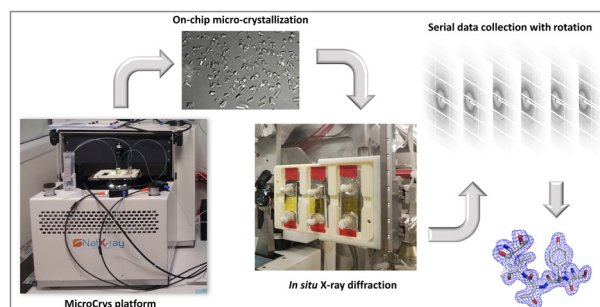 On-chip micro-crystallization
Serial data collection with rotation
NatX-ray
MicroCrys platform
In situ X-ray diffraction